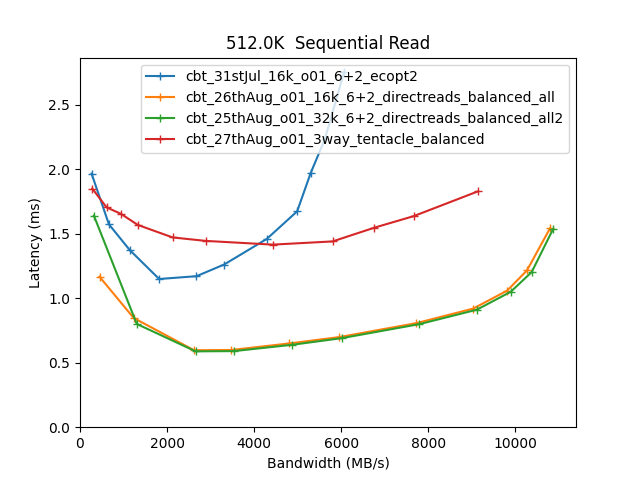 512.0K  Sequential Read
cbt_31stJul_16k_o01_6+2_ecopt2
cbt_26thAug_o01_16k_6+2_directreads_balanced_all
cbt_25thAug_o01_32k_6+2_directreads_balanced_all2
cbt_27thAug_o01_3way_tentacle_balanced
Latency (ms)
2.5
2.0
1.5
1.0
0.5
0.0
0 2000 4000 6000 8000 10000
Bandwidth (MB/s)